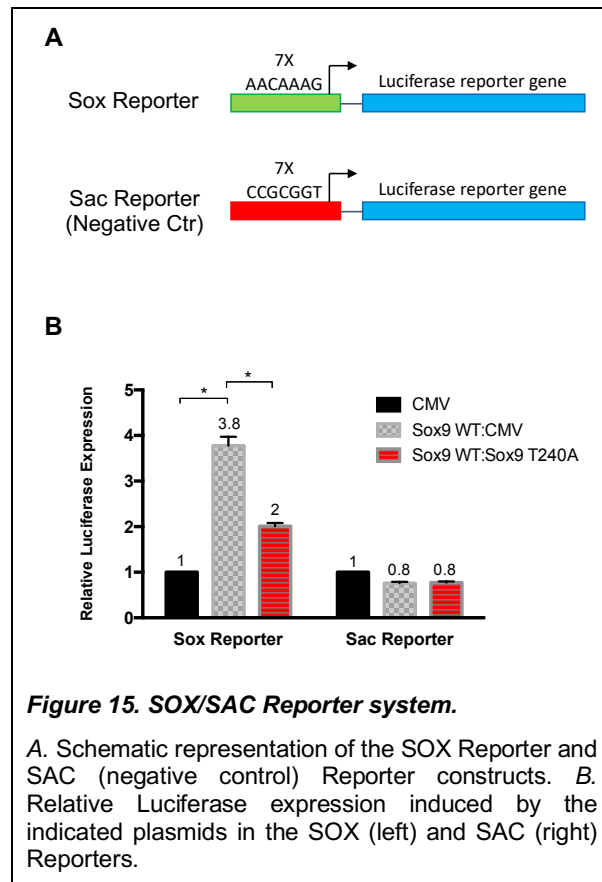 A
7X
AACAAAG
Luciferase reporter gene
Sox Reporter
7X
CCGCGGT
Luciferase reporter gene
Sac Reporter
(Negative Ctr)
B
Relative Luciferase Expression
5
4
3
2
1
0
*
*
3.8
2
1
1
0.8
0.8
CMV
Sox9 WT:CMV
Sox9 WT:Sox9 T240A
Sox Reporter
Sac Reporter
Figure 15. SOX/SAC Reporter system.
A. Schematic representation of the SOX Reporter and
SAC (negative control) Reporter constructs. B.
Relative Luciferase expression induced by the
indicated plasmids in the SOX (left) and SAC (right)
Reporters.